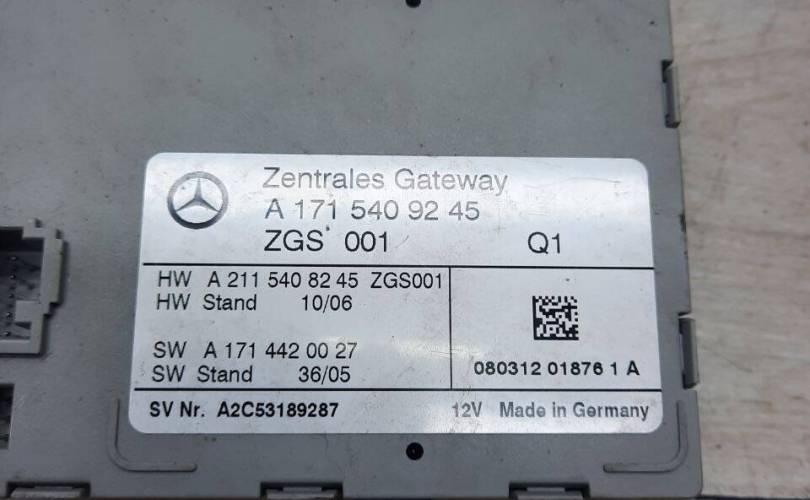 Zentrales Gateway
A 171 540 92 45
ZGS 001 Q1
HW A 211 540 82 45 ZGS001
HW Stand 10/06
SW A 171 442 00 27
SW Stand 36/05
080312 01876 1 A
SV Nr. A2C53189287 12V Made in Germany